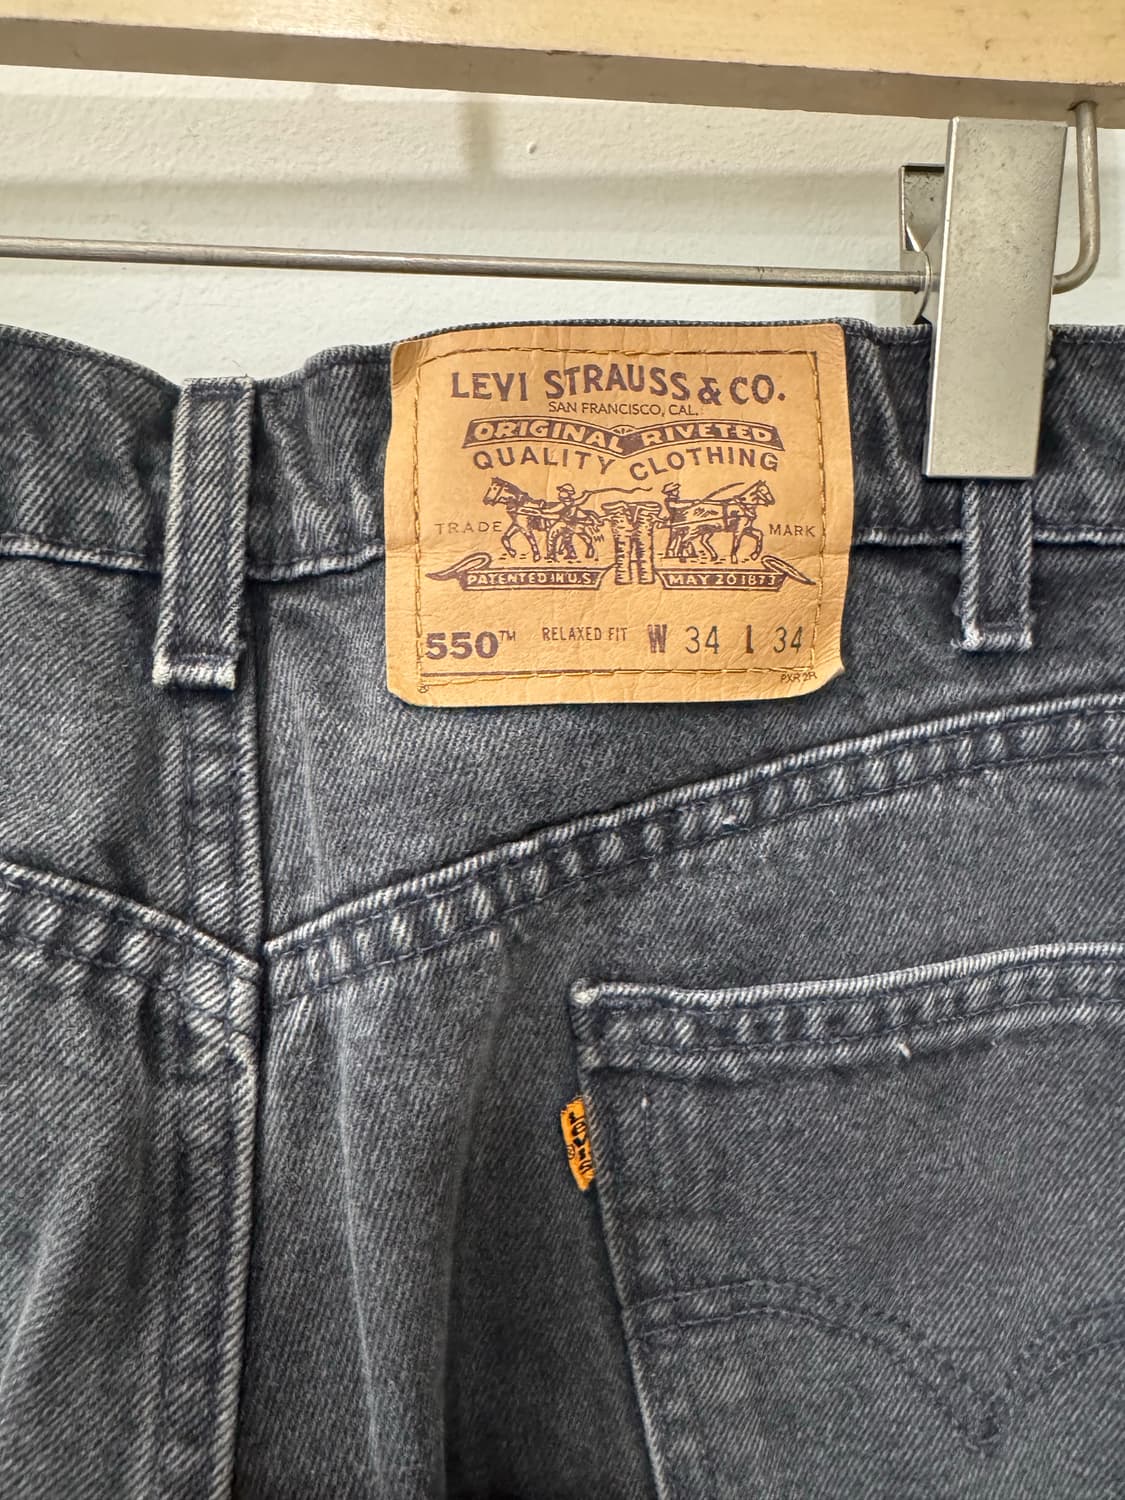 LEVI STRAUSS & CO.
SAN FRANCISCO, CAL.
ORIGINAL RIVETED
QUALITY CLOTHING
TRADE MARK
PATENTED IN U.S. MAY 20 1873
550™ RELAXED FIT W 34 L 34
PXR2R
®
LEVI'S
®